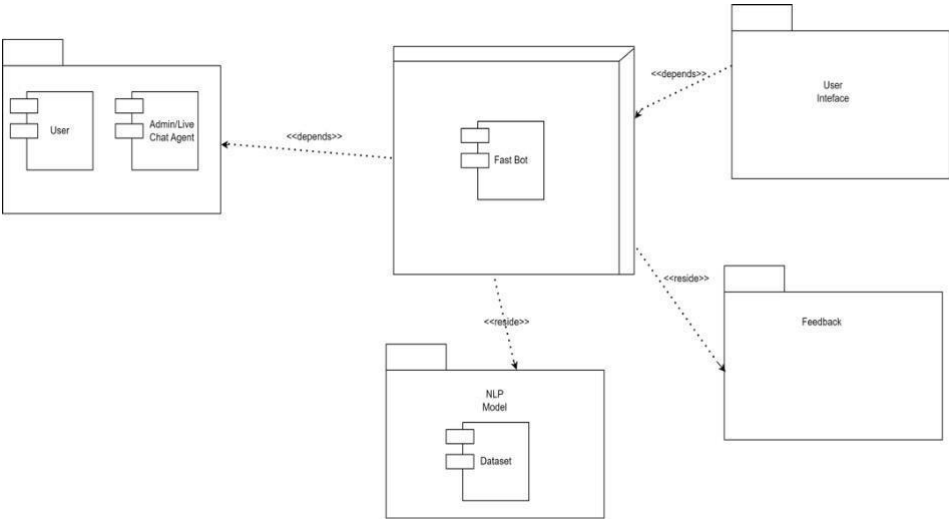 <<depends>>
User
Inteface
User
Admin/Live
Chat Agent
<<depends>>
Fast Bot
<<reside>>
<<reside>>
Feedback
NLP
Model
Dataset